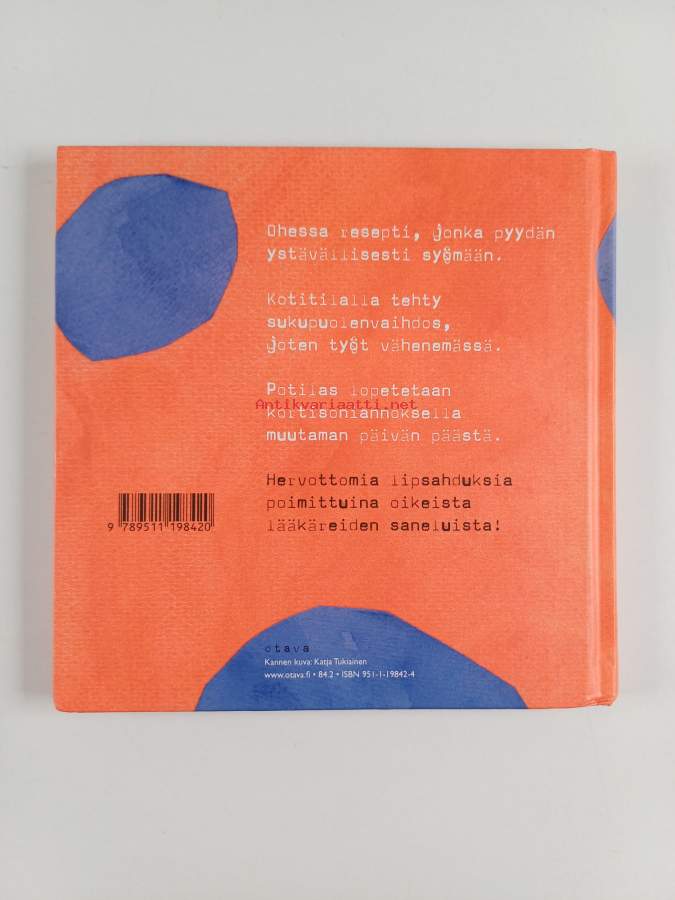 Ohessa resepti, jonka pyydän
ystävällisesti syömään.
Kotitilalla tehty
sukupuolenvaihdos,
joten työt vähenemässä.
Potilas lopetetaan
Antikvariaatti.net
kortisoniannoksella
muutaman päivän päästä.
Hervottomia lipsahduksia
poimittuina oikeista
lääkäreiden saneluista!
9 789511 198420
otava
Kannen kuva: Katja Tukiainen
www.otava.fi • 84.2 • ISBN 951-1-19842-4